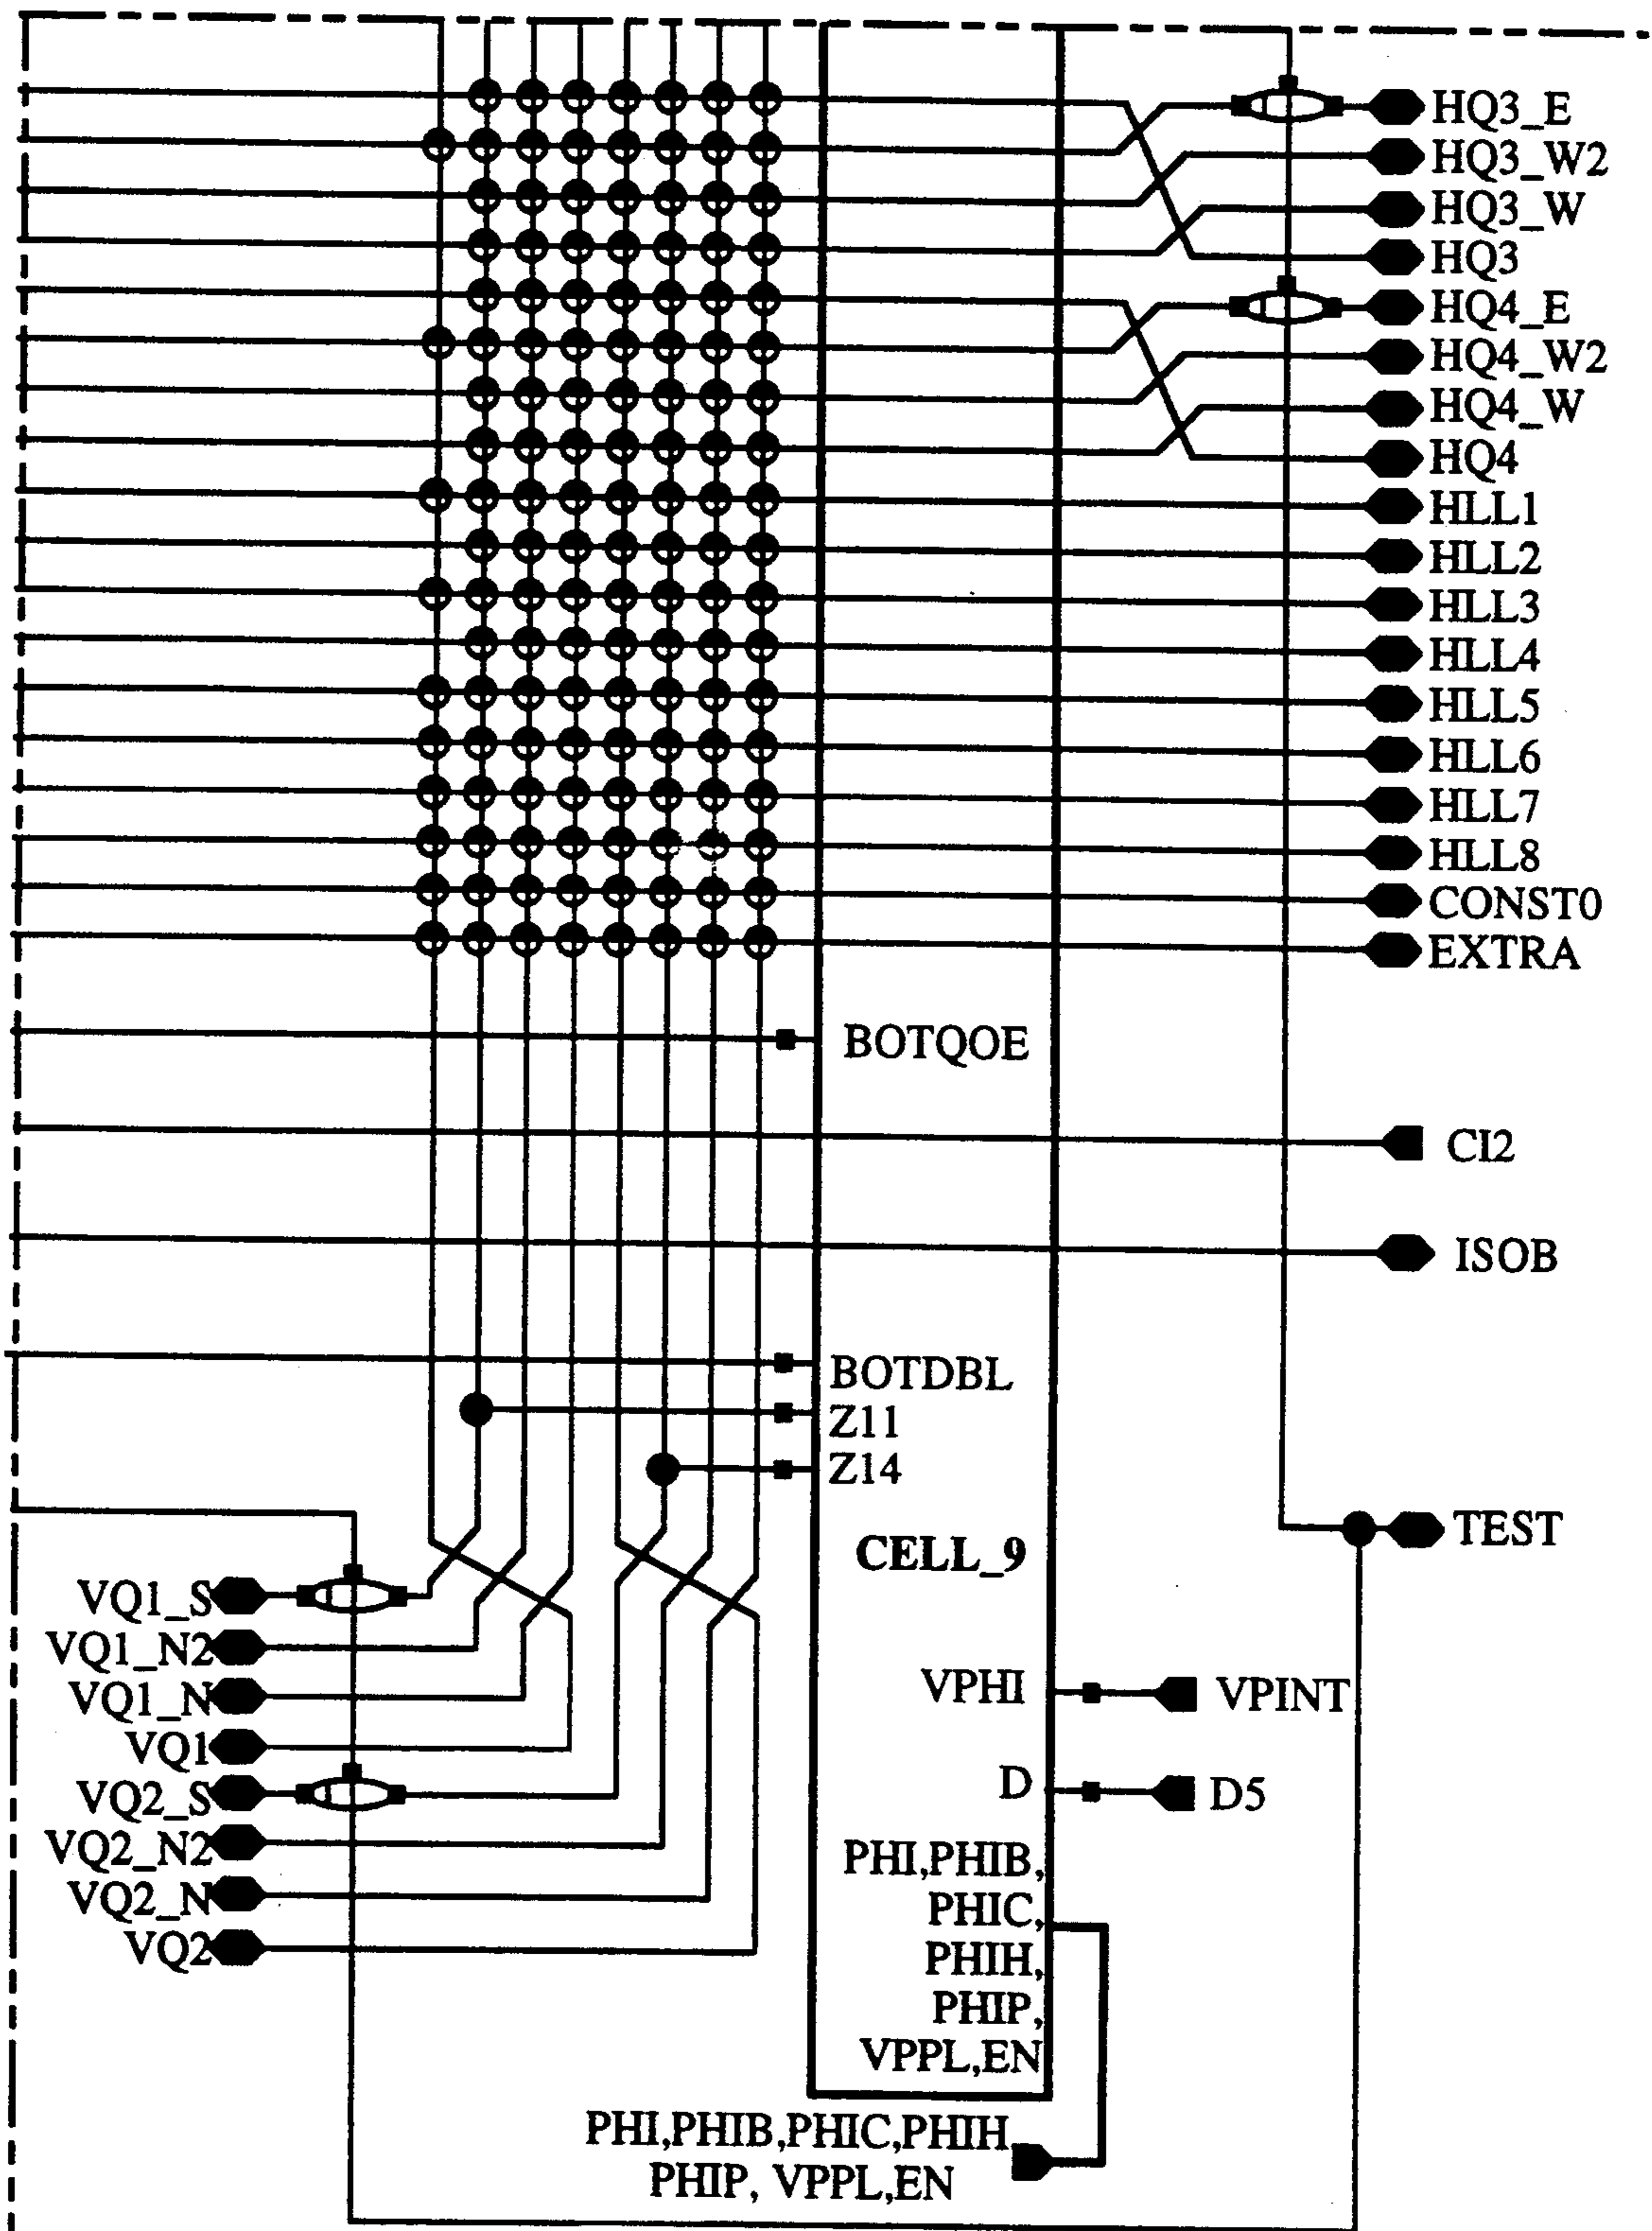 HQ3_E
HQ3_W2
HQ3_W
HQ3
HQ4_E
HQ4_W2
HQ4_W
HQ4
HLL1
HLL2
HLL3
HLL4
HLL5
HLL6
HLL7
HLL8
CONST0
EXTRA
BOTQOE
CI2
ISOB
BOTDBL
Z11
Z14
TEST
CELL_9
VQ1_S
VQ1_N2
VQ1_N
VQ1
VQ2_S
VQ2_N2
VQ2_N
VQ2
VPHI
VPINT
D
D5
PHI,PHIB,
PHIC,
PHIH,
PHIP,
VPPL,EN
PHI,PHIB,PHIC,PHIH,
PHIP, VPPL,EN